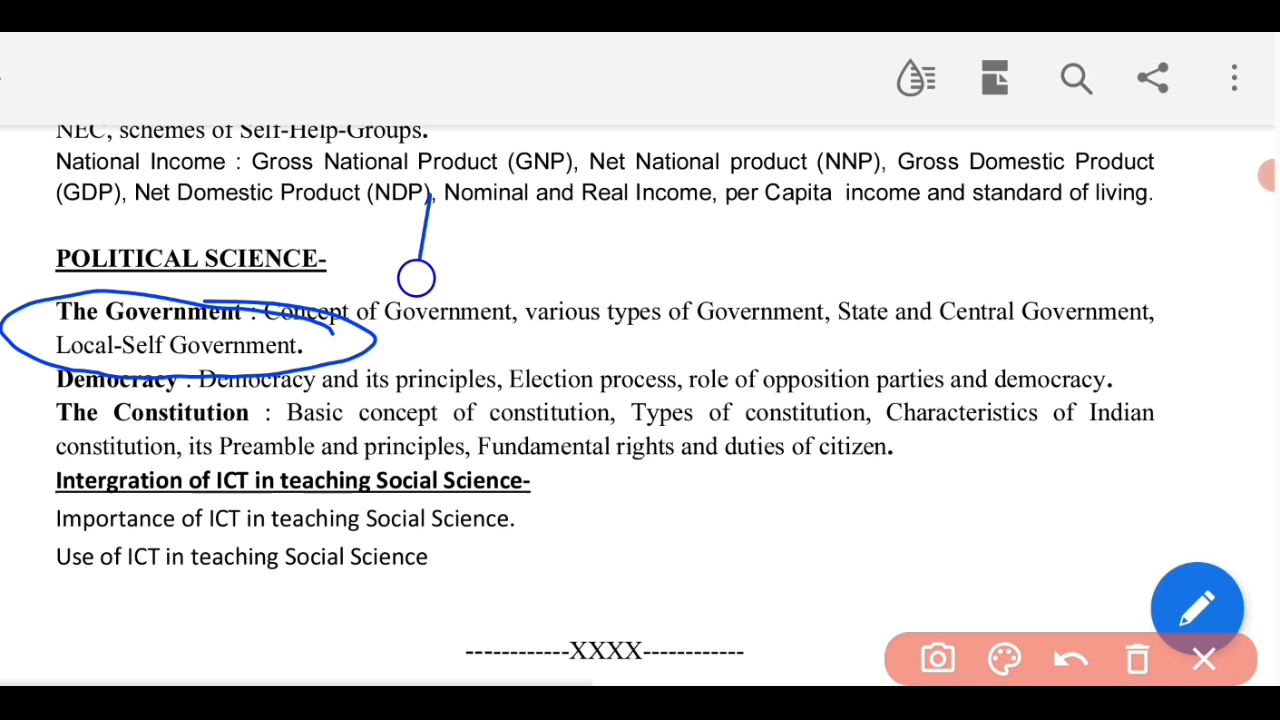 NEC, schemes of Self-Help-Groups.
National Income : Gross National Product (GNP), Net National product (NNP), Gross Domestic Product
(GDP), Net Domestic Product (NDP), Nominal and Real Income, per Capita income and standard of living.
POLITICAL SCIENCE-
The Government : Concept of Government, various types of Government, State and Central Government,
Local-Self Government.
Democracy : Democracy and its principles, Election process, role of opposition parties and democracy.
The Constitution : Basic concept of constitution, Types of constitution, Characteristics of Indian
constitution, its Preamble and principles, Fundamental rights and duties of citizen.
Intergration of ICT in teaching Social Science-
Importance of ICT in teaching Social Science.
Use of ICT in teaching Social Science
------------XXXX------------